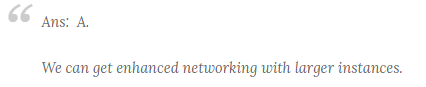 Ans: A.
We can get enhanced networking with larger instances.